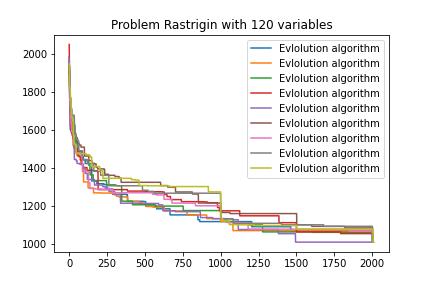 Problem Rastrigin with 120 variables
2000
1800
1600
1400
1200
1000
Evlolution algorithm
Evlolution algorithm
Evlolution algorithm
Evlolution algorithm
Evlolution algorithm
Evlolution algorithm
Evlolution algorithm
Evlolution algorithm
Evlolution algorithm
0 250 500 750 1000 1250 1500 1750 2000